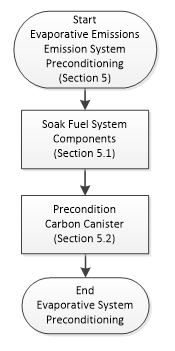 Start
Evaporative Emissions
Emission System
Preconditioning
(Section 5)
Soak Fuel System
Components
(Section 5.1)
Precondition
Carbon Canister
(Section 5.2)
End
Evaporative System
Preconditioning